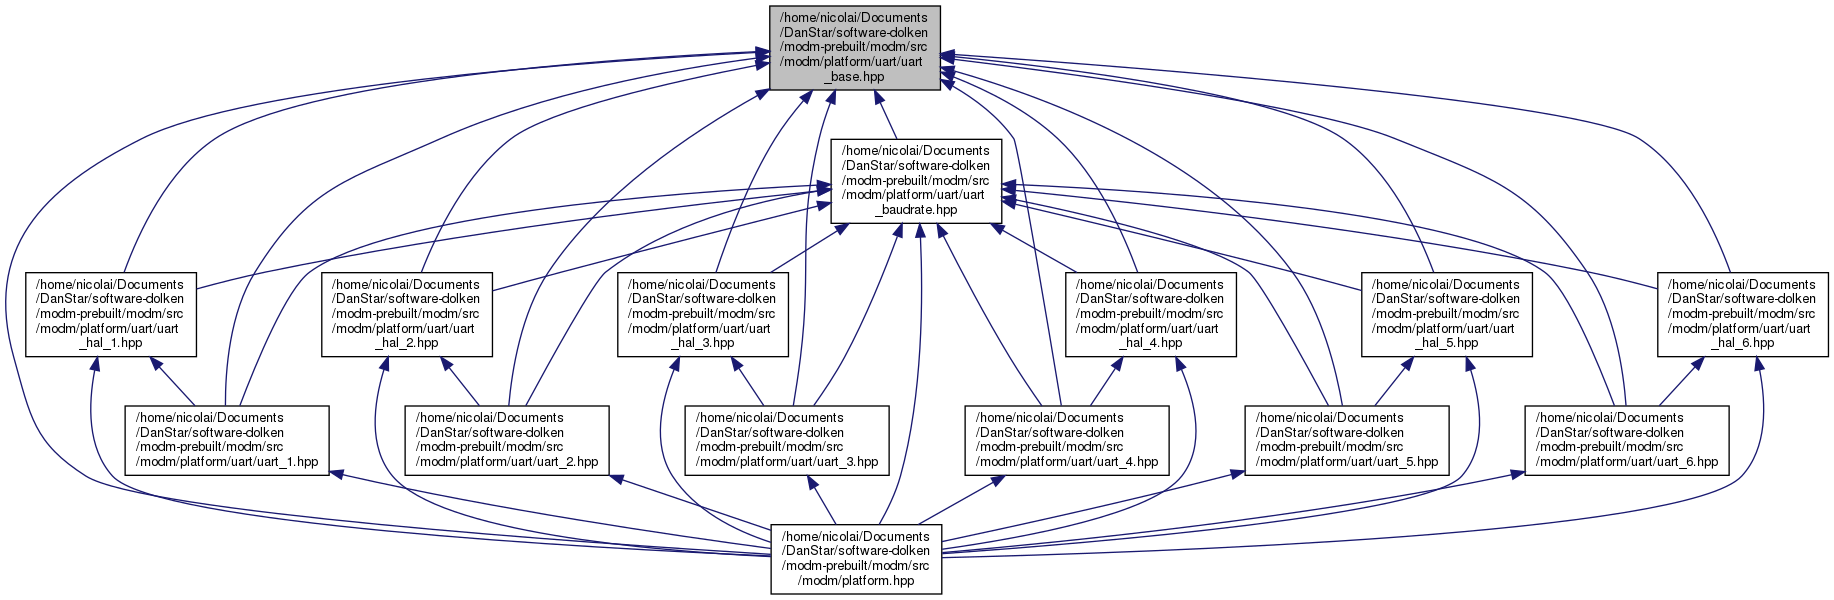 /home/nicolai/Documents
/DanStar/software-dolken
/modm-prebuilt/modm/src
/modm/platform/uart/uart
_base.hpp
/home/nicolai/Documents
/DanStar/software-dolken
/modm-prebuilt/modm/src
/modm/platform/uart/uart
_baudrate.hpp
/home/nicolai/Documents
/DanStar/software-dolken
/modm-prebuilt/modm/src
/modm/platform/uart/uart
_hal_1.hpp
/home/nicolai/Documents
/DanStar/software-dolken
/modm-prebuilt/modm/src
/modm/platform/uart/uart
_hal_2.hpp
/home/nicolai/Documents
/DanStar/software-dolken
/modm-prebuilt/modm/src
/modm/platform/uart/uart
_hal_3.hpp
/home/nicolai/Documents
/DanStar/software-dolken
/modm-prebuilt/modm/src
/modm/platform/uart/uart
_hal_4.hpp
/home/nicolai/Documents
/DanStar/software-dolken
/modm-prebuilt/modm/src
/modm/platform/uart/uart
_hal_5.hpp
/home/nicolai/Documents
/DanStar/software-dolken
/modm-prebuilt/modm/src
/modm/platform/uart/uart
_hal_6.hpp
/home/nicolai/Documents
/DanStar/software-dolken
/modm-prebuilt/modm/src
/modm/platform/uart/uart_1.hpp
/home/nicolai/Documents
/DanStar/software-dolken
/modm-prebuilt/modm/src
/modm/platform/uart/uart_2.hpp
/home/nicolai/Documents
/DanStar/software-dolken
/modm-prebuilt/modm/src
/modm/platform/uart/uart_3.hpp
/home/nicolai/Documents
/DanStar/software-dolken
/modm-prebuilt/modm/src
/modm/platform/uart/uart_4.hpp
/home/nicolai/Documents
/DanStar/software-dolken
/modm-prebuilt/modm/src
/modm/platform/uart/uart_5.hpp
/home/nicolai/Documents
/DanStar/software-dolken
/modm-prebuilt/modm/src
/modm/platform/uart/uart_6.hpp
/home/nicolai/Documents
/DanStar/software-dolken
/modm-prebuilt/modm/src
/modm/platform.hpp